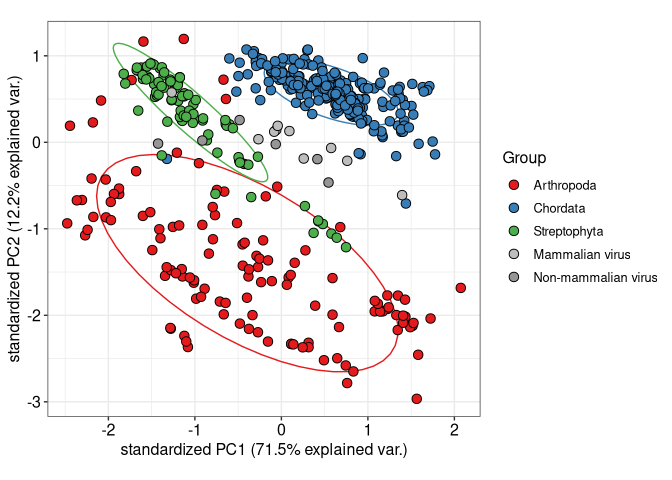 standardized PC2 (12.2% explained var.)
1
0
-1
-2
-3
-2
-1
0
1
2
standardized PC1 (71.5% explained var.)
Group
Arthropoda
Chordata
Streptophyta
Mammalian virus
Non-mammalian virus